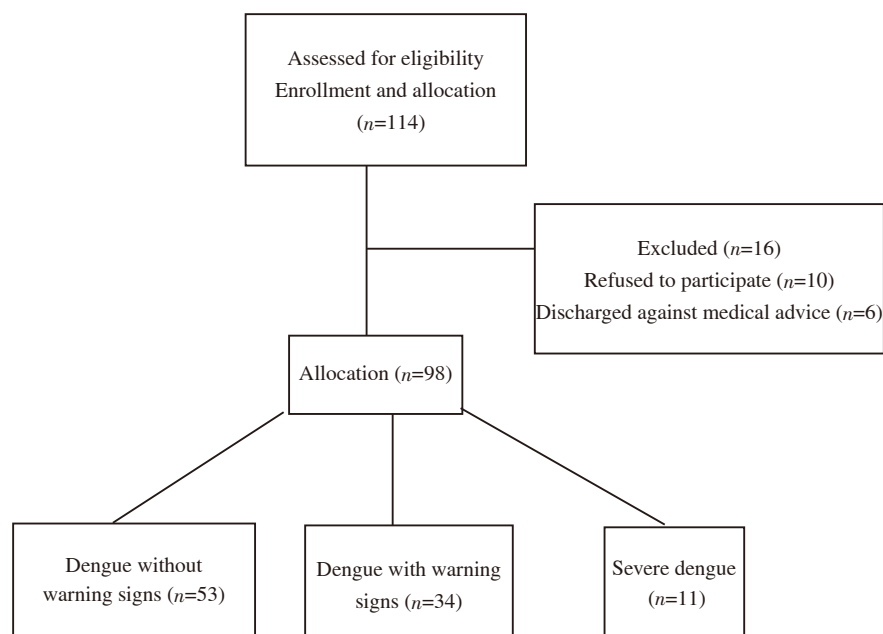 Assessed for eligibility
Enrollment and allocation
(n=114)
Excluded (n=16)
Refused to participate (n=10)
Discharged against medical advice (n=6)
Allocation (n=98)
Dengue without
warning signs (n=53)
Dengue with warning
signs (n=34)
Severe dengue
(n=11)